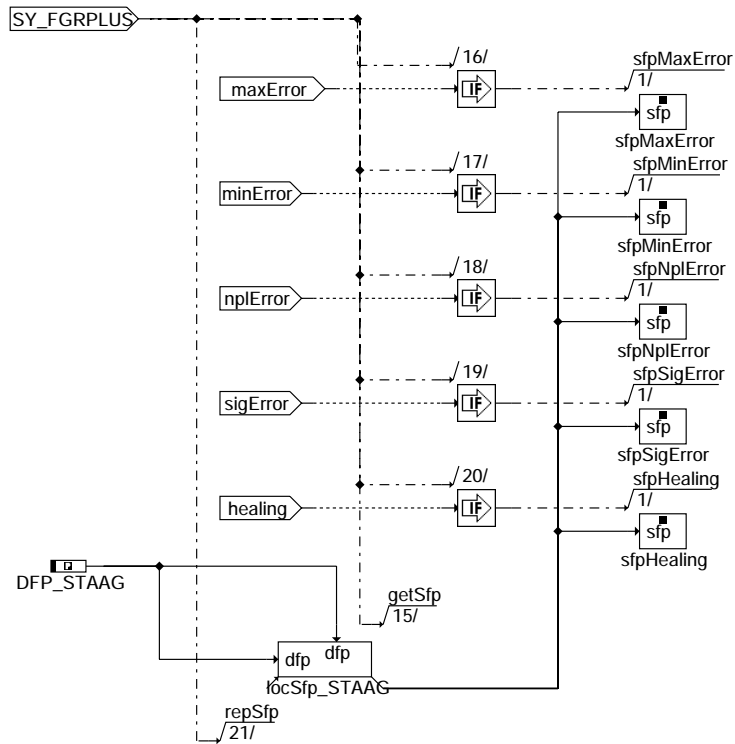 SY_FGRPLUS
16/
sfpMaxError
1/
maxError
IF
sfp
sfpMaxError
17/
sfpMinError
1/
minError
IF
sfp
sfpMinError
18/
sfpNplError
1/
nplError
IF
sfp
sfpNplError
19/
sfpSigError
1/
sigError
IF
sfp
sfpSigError
20/
sfpHealing
1/
healing
IF
sfp
sfpHealing
DFP_STAAG
getSfp
15/
dfp
dfp
locSfp_STAAG
repSfp
21/